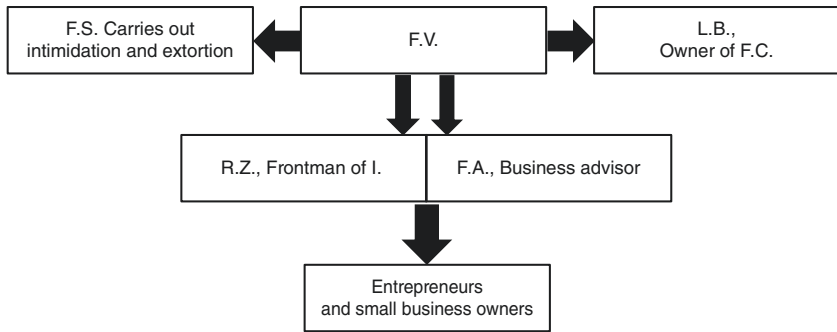 F.S. Carries out
intimidation and extortion
F.V.
L.B.,
Owner of F.C.
R.Z., Frontman of I.
F.A., Business advisor
Entrepreneurs
and small business owners